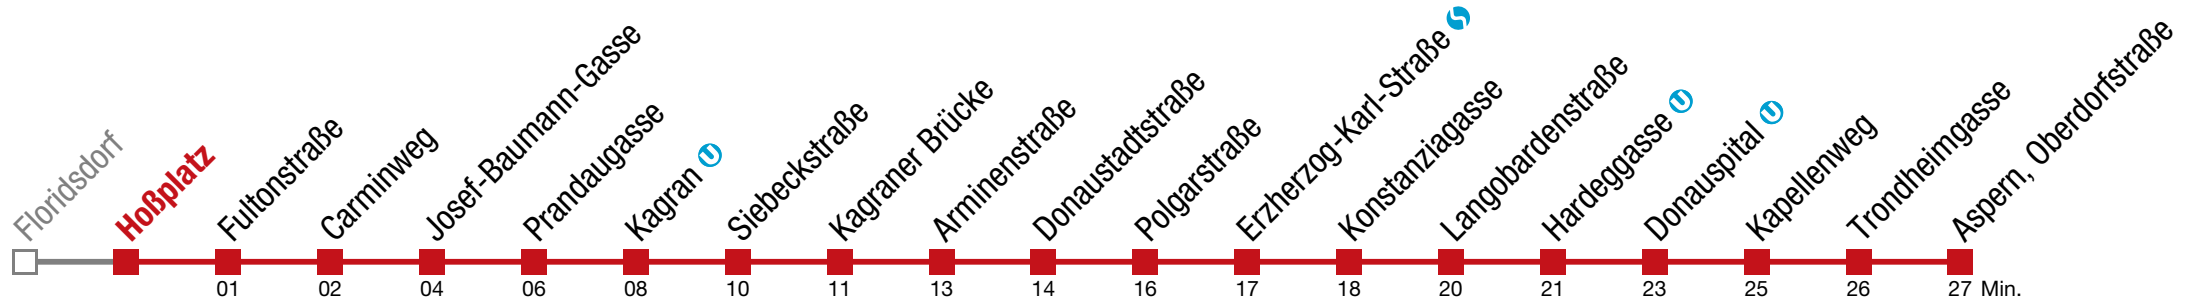 Floridsdorf
Hoßplatz
Fultonstraße
Carminweg
Josef-Baumann-Gasse
Prandaugasse
Kagran U
Siebeckstraße
Kagraner Brücke
Arminenstraße
Donaustadtstraße
Polgarstraße
Erzherzog-Karl-Straße S
Konstanziagasse
Langobardenstraße
Hardeggasse U
Donauspital U
Kapellenweg
Trondheimgasse
Aspern, Oberdorfstraße
01 02 04 06 08 10 11 13 14 16 17 18 20 21 23 25 26 27 Min.